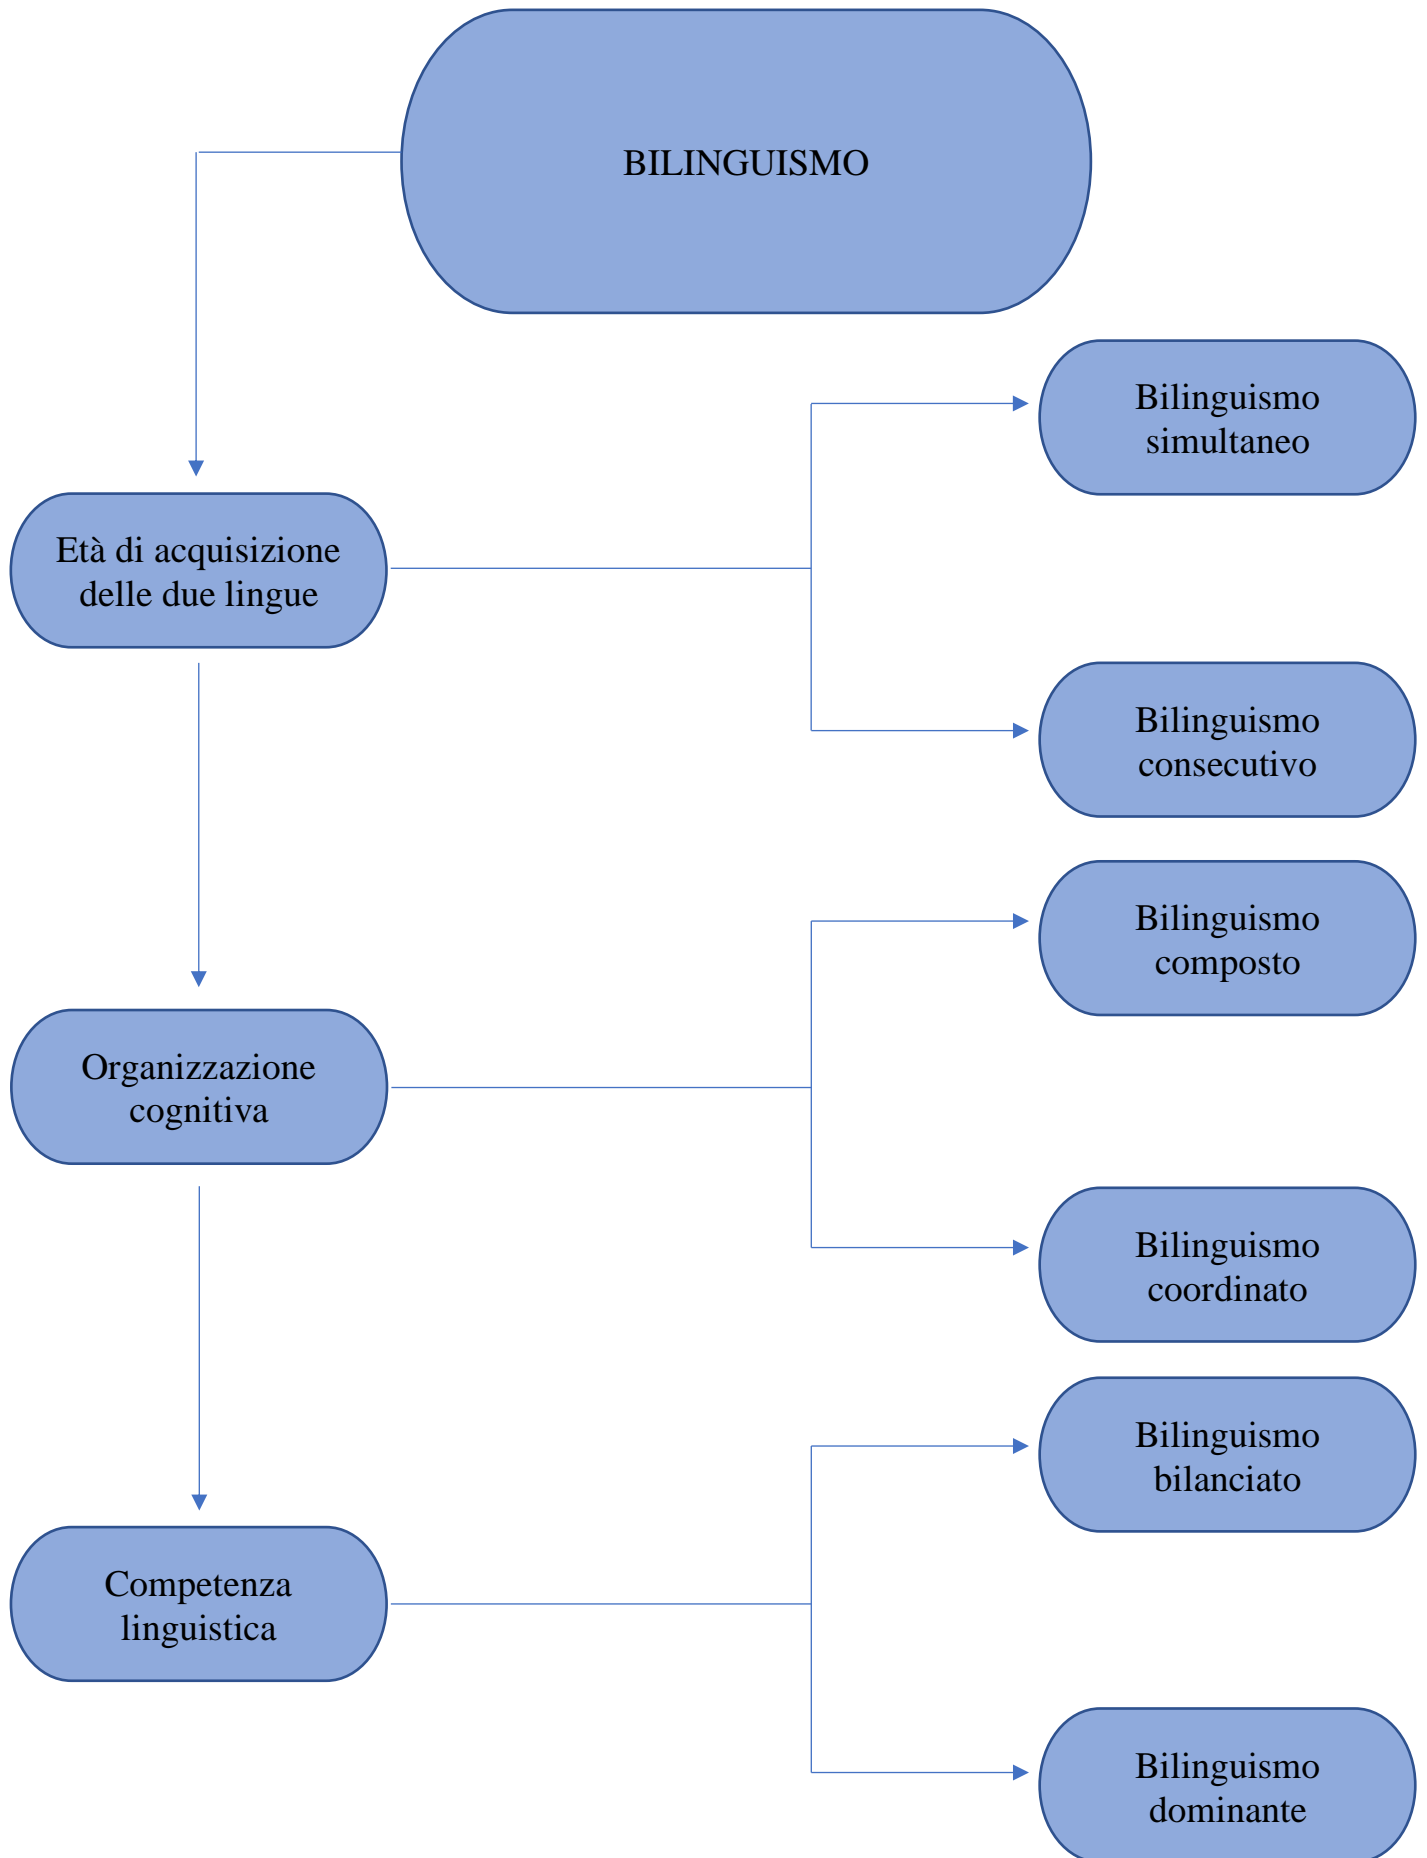 BILINGUISMO
Bilinguismo
simultaneo
Età di acquisizione
delle due lingue
Bilinguismo
consecutivo
Bilinguismo
composto
Organizzazione
cognitiva
Bilinguismo
coordinato
Bilinguismo
bilanciato
Competenza
linguistica
Bilinguismo
dominante